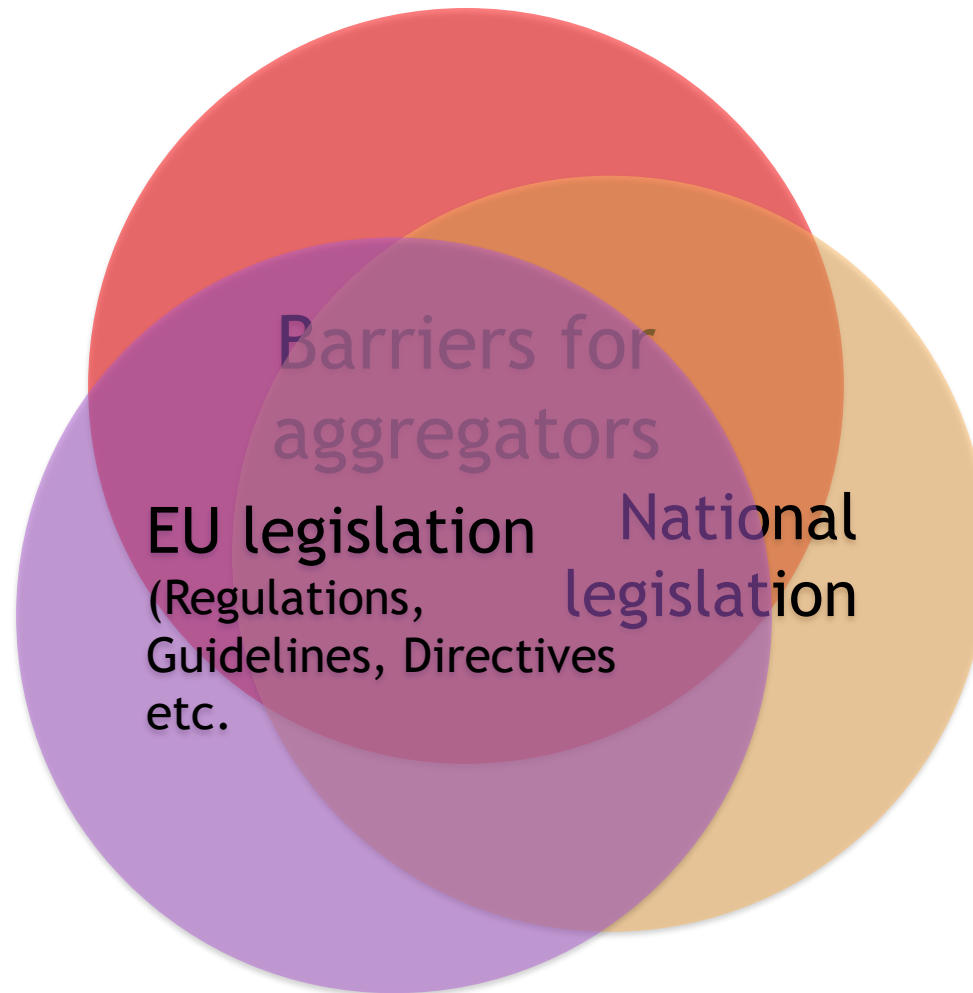 Barriers for
aggregators
EU legislation
(Regulations,
Guidelines, Directives
etc.
National
legislation